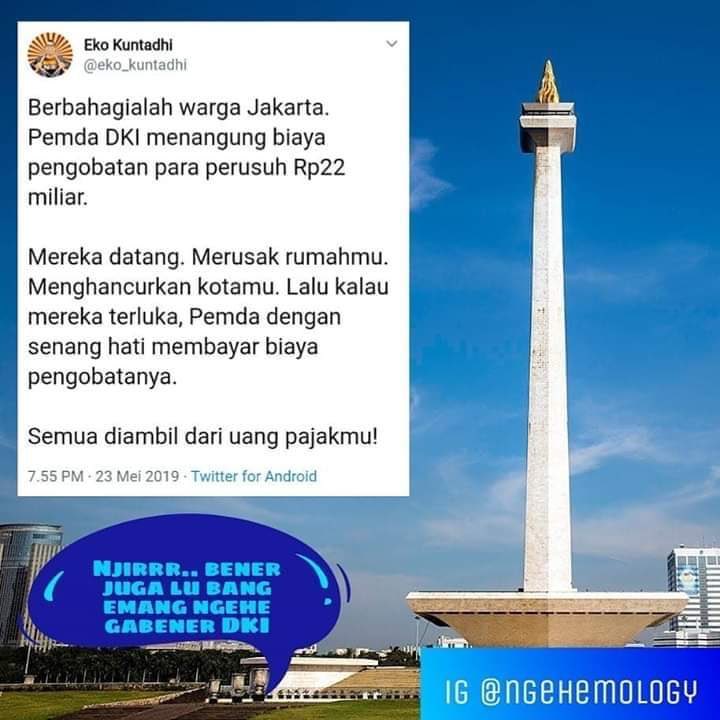 Eko Kuntadhi
@eko_kuntadhi
Berbahagialah warga Jakarta.
Pemda DKI menangung biaya
pengobatan para perusuh Rp22
miliar.
Mereka datang. Merusak rumahmu.
Menghancurkan kotamu. Lalu kalau
mereka terluka, Pemda dengan
senang hati membayar biaya
pengobatanya.
Semua diambil dari uang pajakmu!
7.55 PM · 23 Mei 2019 · Twitter for Android
NJIRRR.. BENER
JUGA LU BANG
EMANG NGEHE
GABENER DKI
IG @NGEHEMOLOGY